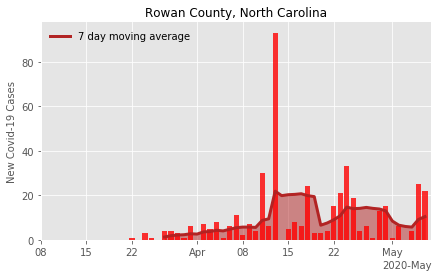 Rowan County, North Carolina
7 day moving average
New Covid-19 Cases
80
60
40
20
0
08 15 22 Apr 08 15 22 May
2020-May